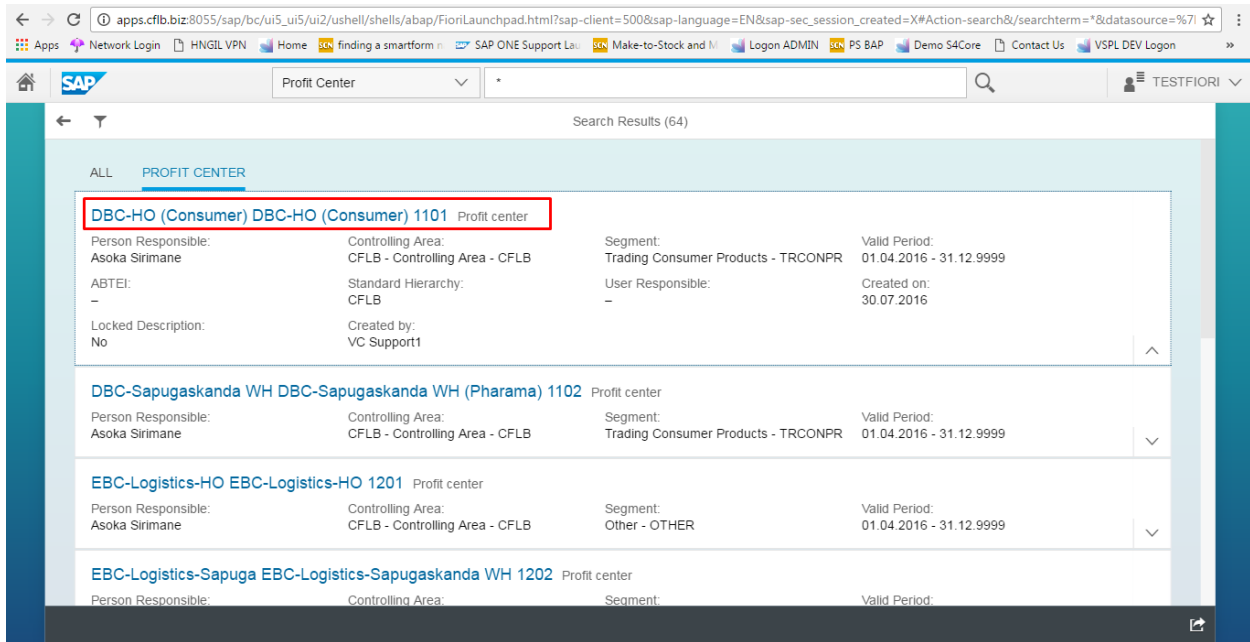 apps.cflb.biz:8055/sap/bc/ui5_ui5/ui2/ushell/shells/abap/FioriLaunchpad.html?sap-client=500&sap-language=EN&sap-sec_session_created=X#Action-search&/searchterm=*&datasource=%7
Apps Network Login HNGIL VPN Home SCN finding a smartform n SAP ONE Support Lau SCN Make-to-Stock and M Logon ADMIN SCN PS BAP Demo S4Core Contact Us VSPL DEV Logon »
SAP Profit Center * TESTFIORI
Search Results (64)
ALL PROFIT CENTER
DBC-HO (Consumer) DBC-HO (Consumer) 1101 Profit center
Person Responsible: Controlling Area: Segment: Valid Period:
Asoka Sirimane CFLB - Controlling Area - CFLB Trading Consumer Products - TRCONPR 01.04.2016 - 31.12.9999
ABTEI: Standard Hierarchy: User Responsible: Created on:
– CFLB – 30.07.2016
Locked Description: Created by:
No VC Support1
DBC-Sapugaskanda WH DBC-Sapugaskanda WH (Pharama) 1102 Profit center
Person Responsible: Controlling Area: Segment: Valid Period:
Asoka Sirimane CFLB - Controlling Area - CFLB Trading Consumer Products - TRCONPR 01.04.2016 - 31.12.9999
EBC-Logistics-HO EBC-Logistics-HO 1201 Profit center
Person Responsible: Controlling Area: Segment: Valid Period:
Asoka Sirimane CFLB - Controlling Area - CFLB Other - OTHER 01.04.2016 - 31.12.9999
EBC-Logistics-Sapuga EBC-Logistics-Sapugaskanda WH 1202 Profit center
Person Responsible: Controlling Area: Segment: Valid Period: